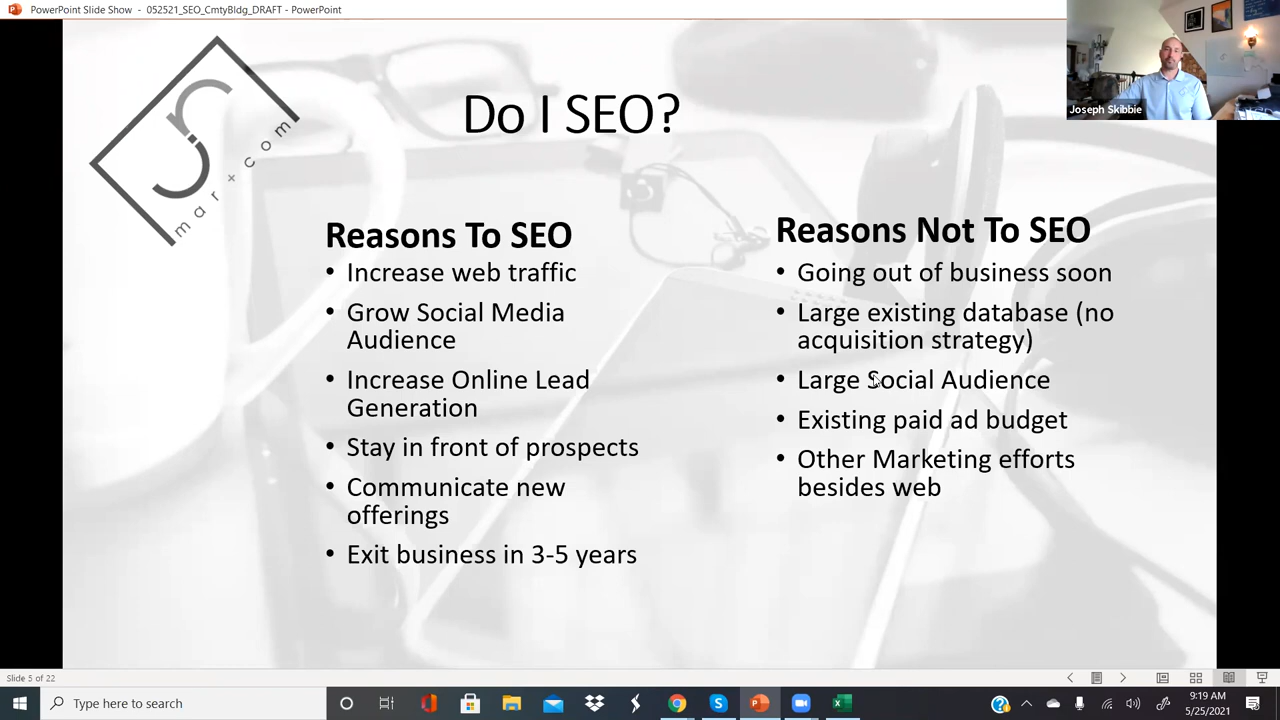 PowerPoint Slide Show - 052521_SEO_CmtyBldg_DRAFT - PowerPoint
Joseph Skibbie
mar+com
Do I SEO?
Reasons To SEO
• Increase web traffic
• Grow Social Media
Audience
• Increase Online Lead
Generation
• Stay in front of prospects
• Communicate new
offerings
• Exit business in 3-5 years
Reasons Not To SEO
• Going out of business soon
• Large existing database (no
acquisition strategy)
• Large Social Audience
• Existing paid ad budget
• Other Marketing efforts
besides web
Slide 5 of 22
Type here to search
9:19 AM
5/25/2021